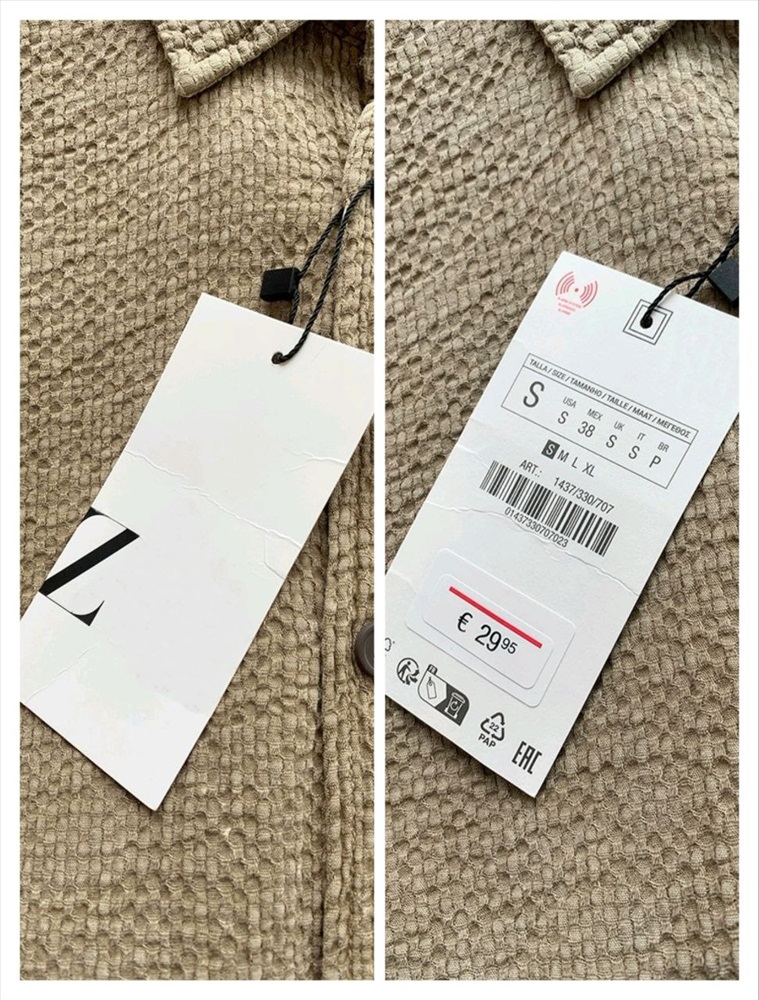 Z
TALLA / SIZE / TAMANHO / TAILLE / MAAT / ΜΕΓΕΘΟΣ
S
USA MEX UK IT BR
S 38 S S P
S M L XL
ART.: 1437/330/707
01437330707023
€ 29.95
FR
22
PAP
EAC